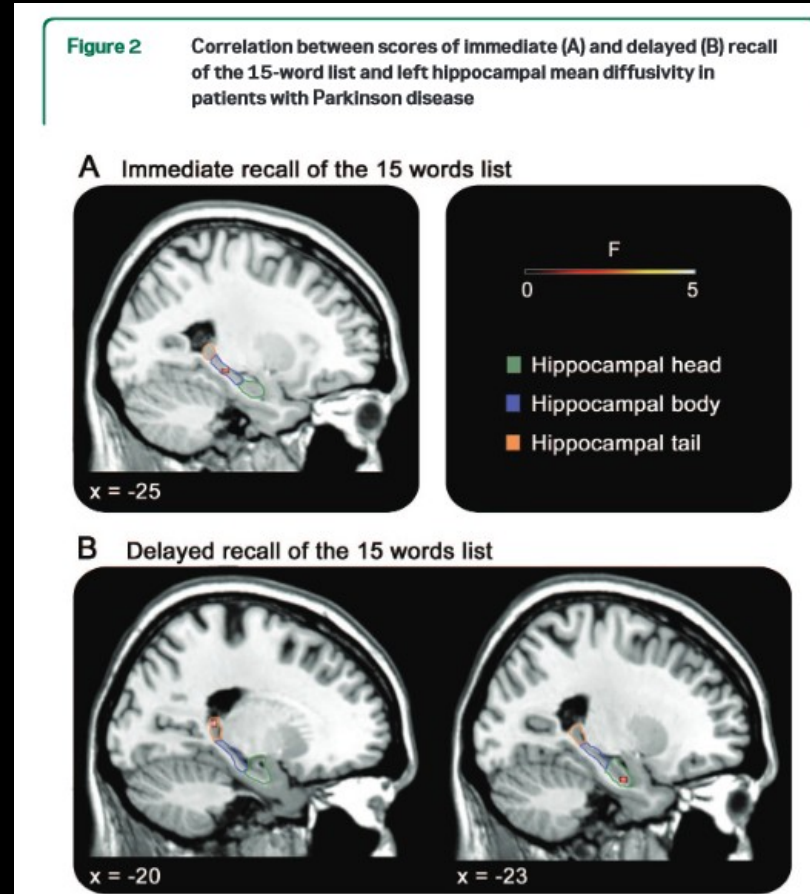 Figure 2 Correlation between scores of immediate (A) and delayed (B) recall
of the 15-word list and left hippocampal mean diffusivity in
patients with Parkinson disease
A Immediate recall of the 15 words list
F
0 5
Hippocampal head
Hippocampal body
Hippocampal tail
x = -25
B Delayed recall of the 15 words list
x = -20 x = -23